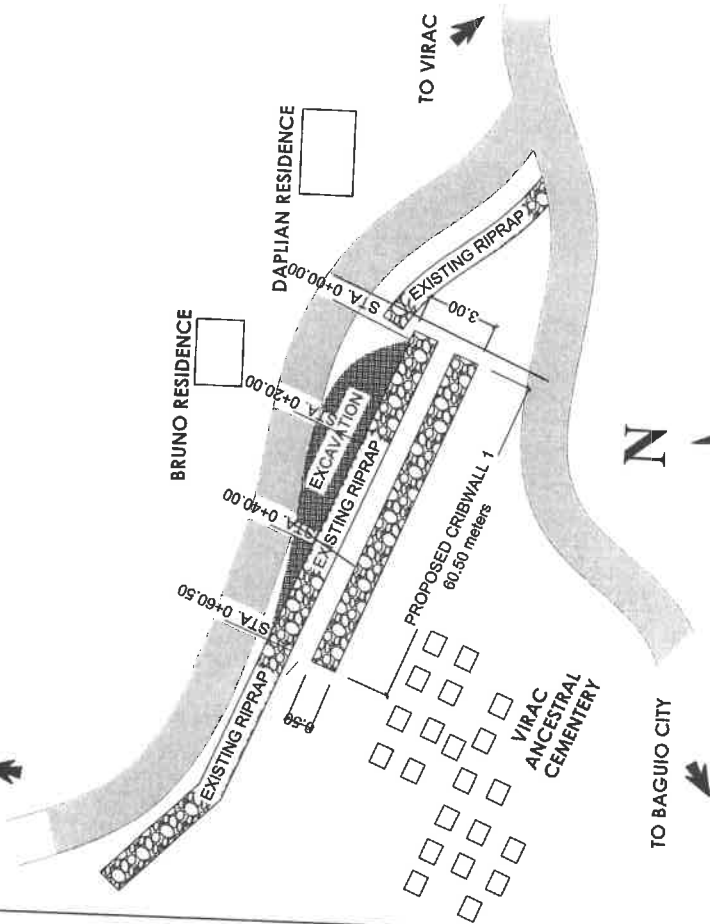 TO VIRAC
DAPLIAN RESIDENCE
BRUNO RESIDENCE
STA. 0+00.00
EXISTING RIPRAP
3.00
STA. 0+20.00
EXCAVATION
STA. 0+40.00
EXISTING RIPRAP
STA. 0+60.50
EXISTING RIPRAP
PROPOSED CRIBWALL 1
60.50 meters
N
VIRAC
ANCESTRAL
CEMENTERY
TO BAGUIO CITY